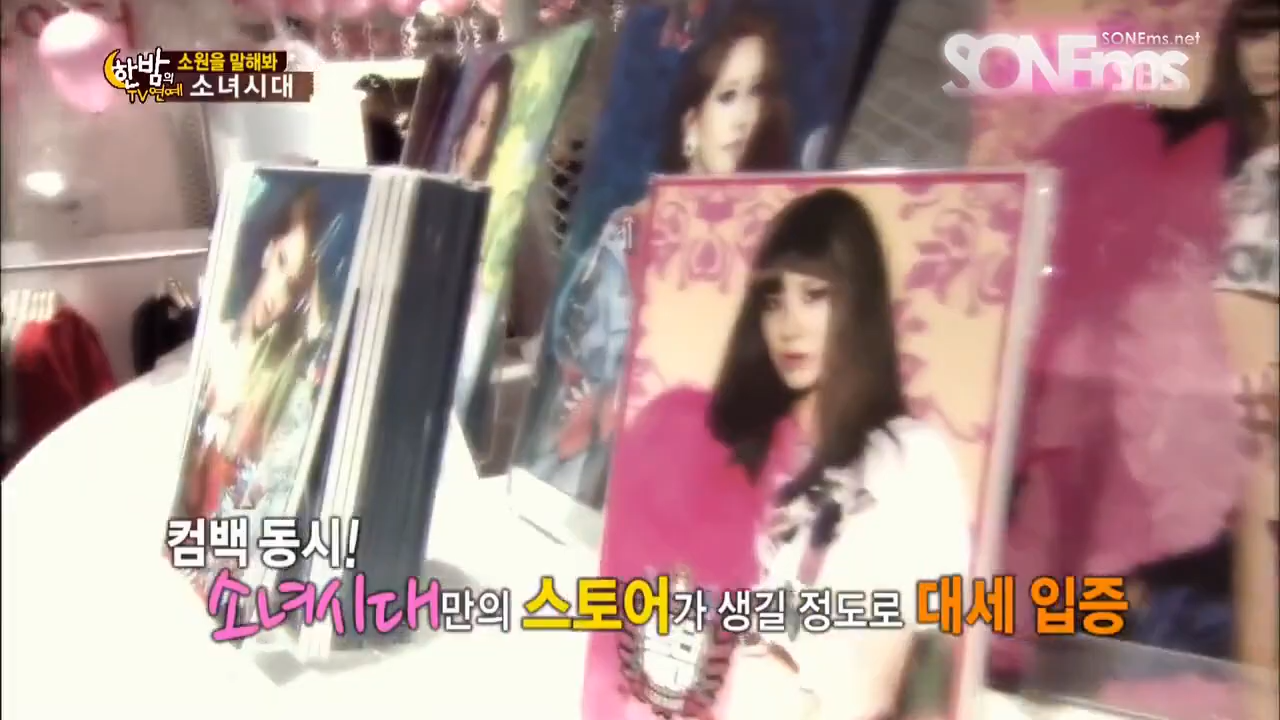 한밤의
TV연예
소원을 말해봐
소녀시대
SONEms.net
SONEms
컴백 동시!
소녀시대만의 스토어가 생길 정도로 대세 입증